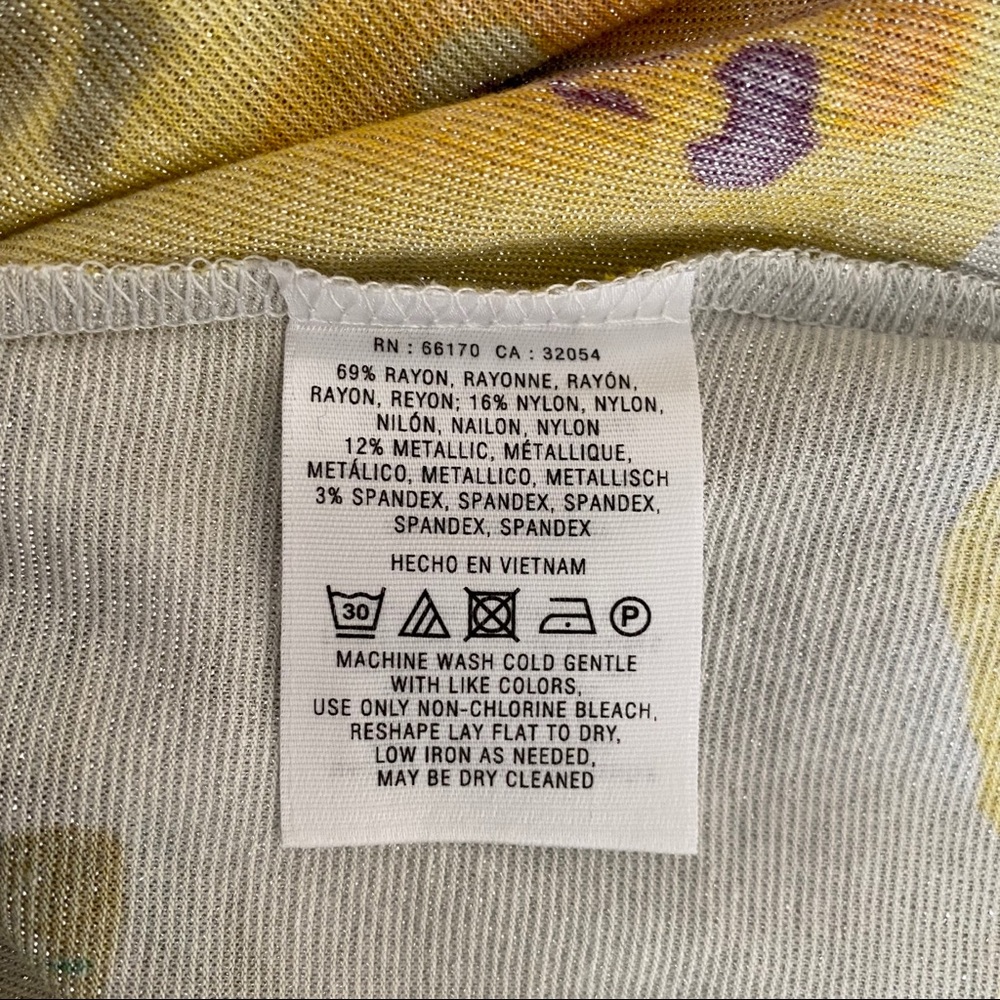 RN : 66170 CA : 32054
69% RAYON, RAYONNE, RAYÓN,
RAYON, REYON; 16% NYLON, NYLON,
NILÓN, NAILON, NYLON
12% METALLIC, MÉTALLIQUE,
METÁLICO, METALLICO, METALLISCH
3% SPANDEX, SPANDEX, SPANDEX,
SPANDEX, SPANDEX
HECHO EN VIETNAM
30 P
MACHINE WASH COLD GENTLE
WITH LIKE COLORS,
USE ONLY NON-CHLORINE BLEACH,
RESHAPE LAY FLAT TO DRY,
LOW IRON AS NEEDED,
MAY BE DRY CLEANED